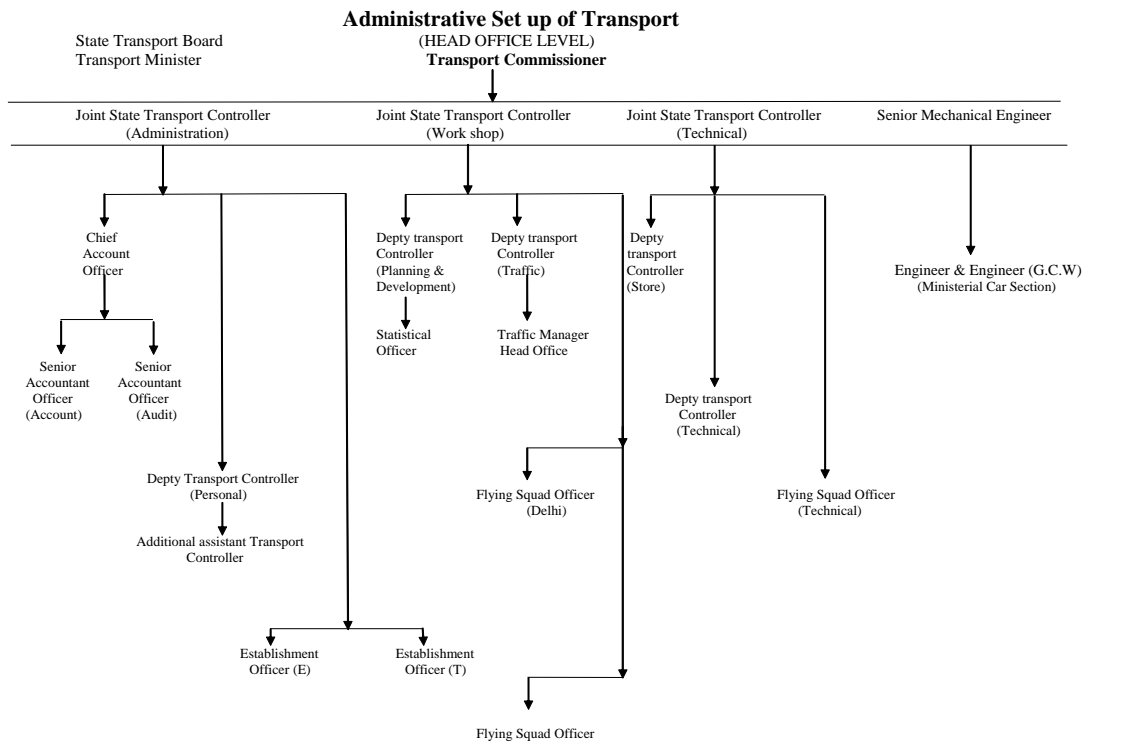 Administrative Set up of Transport
State Transport Board
(HEAD OFFICE LEVEL)
Transport Minister
Transport Commissioner
Joint State Transport Controller
(Administration)
Joint State Transport Controller
(Work shop)
Joint State Transport Controller
(Technical)
Senior Mechanical Engineer
Chief
Account
Officer
Depty transport
Controller
(Planning &
Development)
Depty transport
Controller
(Traffic)
Depty
transport
Controller
(Store)
Engineer & Engineer (G.C.W)
(Ministerial Car Section)
Statistical
Officer
Traffic Manager
Head Office
Senior
Accountant
Officer
(Account)
Senior
Accountant
Officer
(Audit)
Depty transport
Controller
(Technical)
Depty Transport Controller
(Personal)
Flying Squad Officer
(Delhi)
Flying Squad Officer
(Technical)
Additional assistant Transport
Controller
Establishment
Officer (E)
Establishment
Officer (T)
Flying Squad Officer